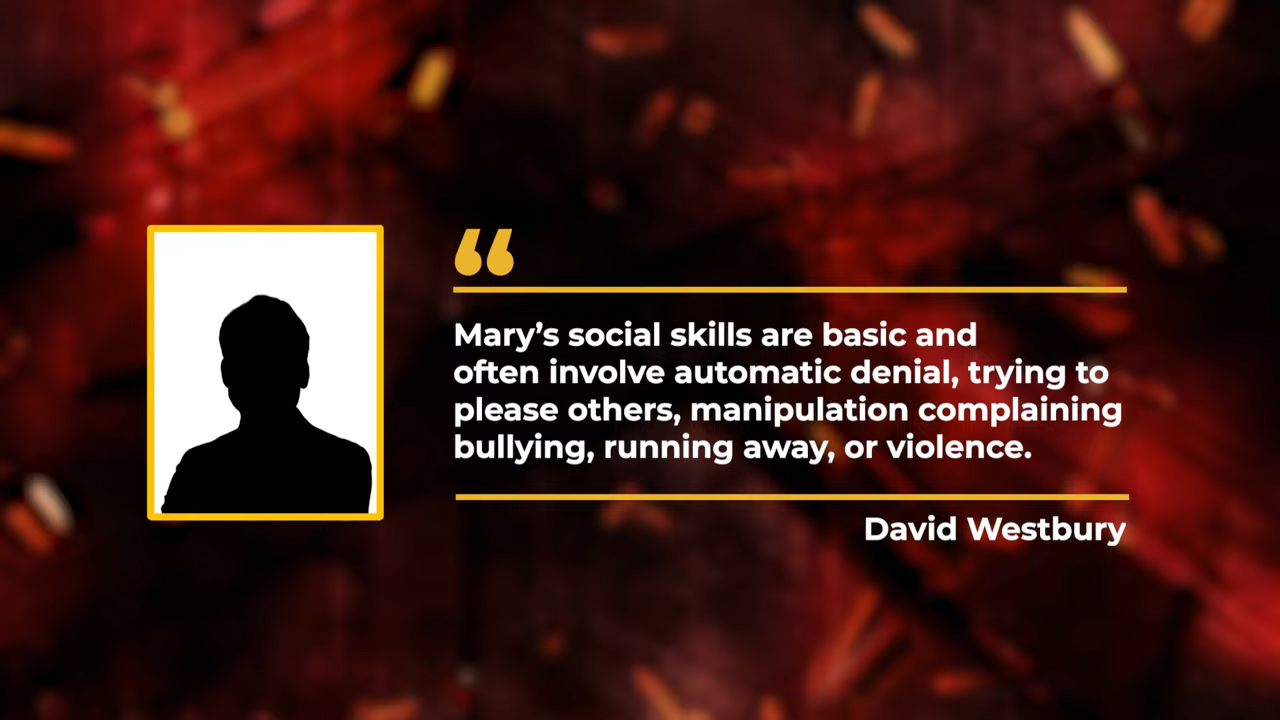 “
Mary’s social skills are basic and
often involve automatic denial, trying to
please others, manipulation complaining
bullying, running away, or violence.
David Westbury